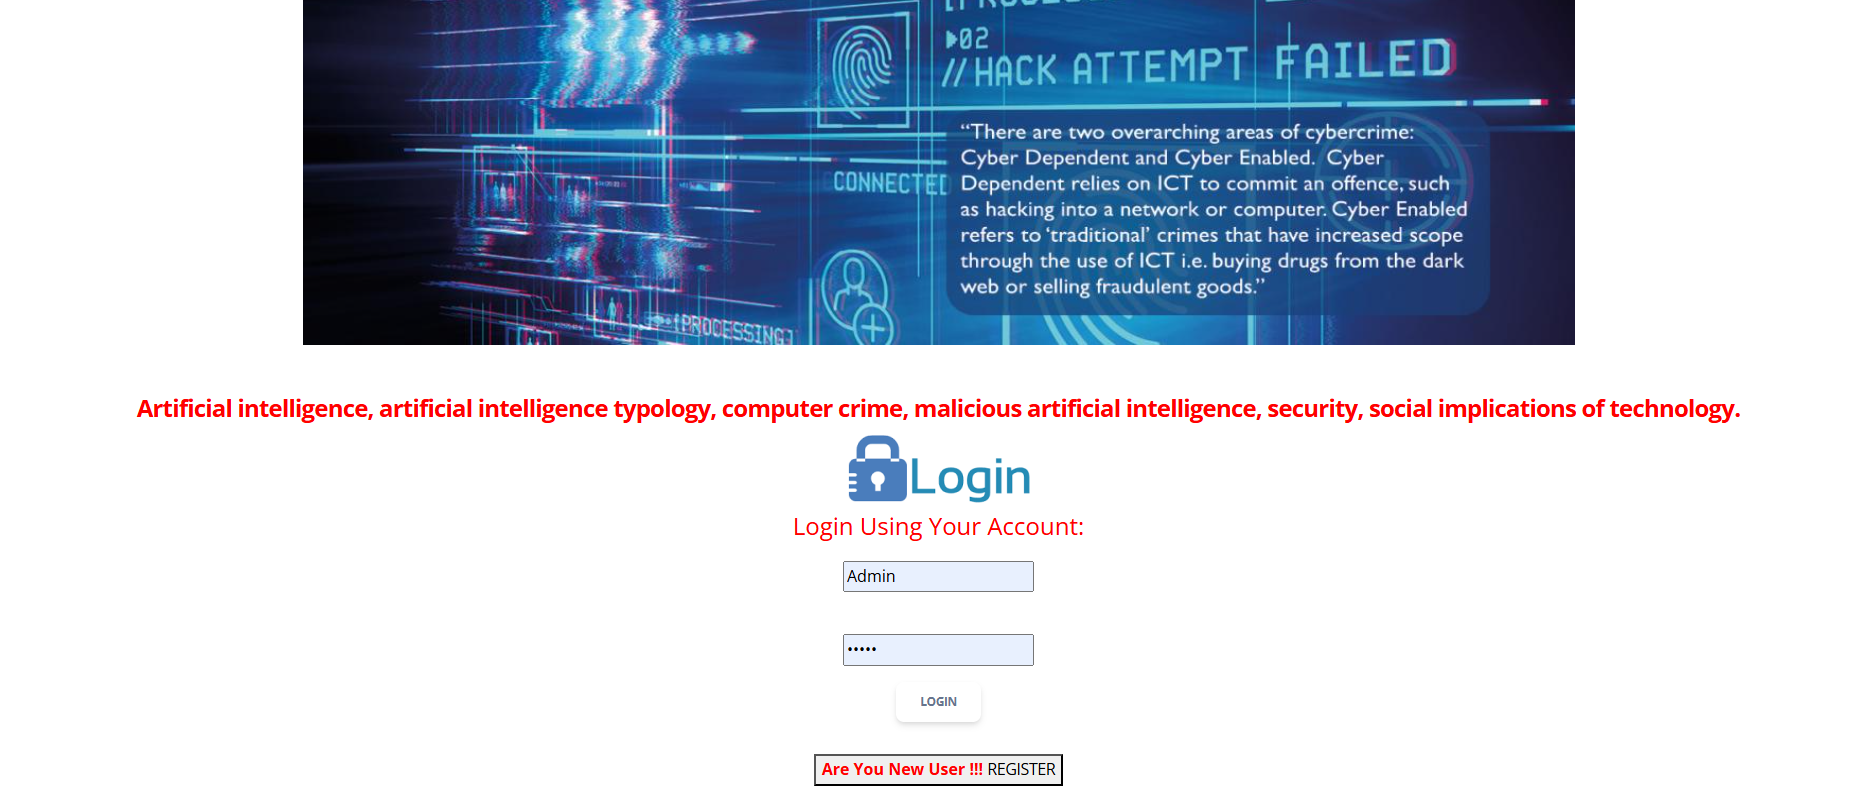 02
//HACK ATTEMPT FAILED
“There are two overarching areas of cybercrime:
Cyber Dependent and Cyber Enabled. Cyber
Dependent relies on ICT to commit an offence, such
as hacking into a network or computer. Cyber Enabled
refers to ‘traditional’ crimes that have increased scope
through the use of ICT i.e. buying drugs from the dark
web or selling fraudulent goods.”
CONNECTED
[PROCESSING]
Artificial intelligence, artificial intelligence typology, computer crime, malicious artificial intelligence, security, social implications of technology.
Login
Login Using Your Account:
Admin
•••••
LOGIN
Are You New User !!! REGISTER